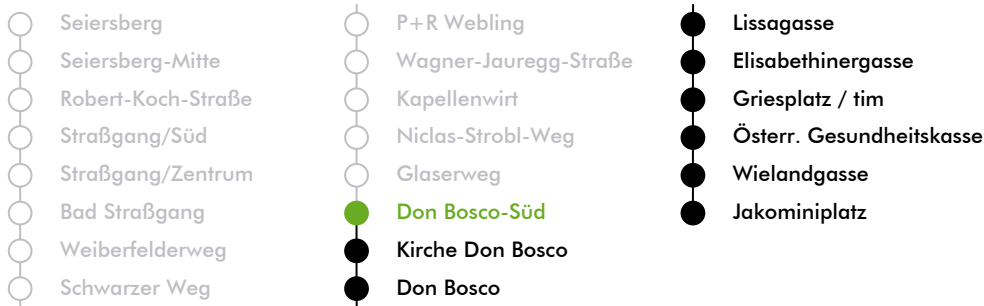 Seiersberg
Seiersberg-Mitte
Robert-Koch-Straße
Straßgang/Süd
Straßgang/Zentrum
Bad Straßgang
Weiberfelderweg
Schwarzer Weg
P+R Webling
Wagner-Jauregg-Straße
Kapellenwirt
Niclas-Strobl-Weg
Glaserweg
Don Bosco-Süd
Kirche Don Bosco
Don Bosco
Lissagasse
Elisabethinergasse
Griesplatz / tim
Österr. Gesundheitskasse
Wielandgasse
Jakominiplatz